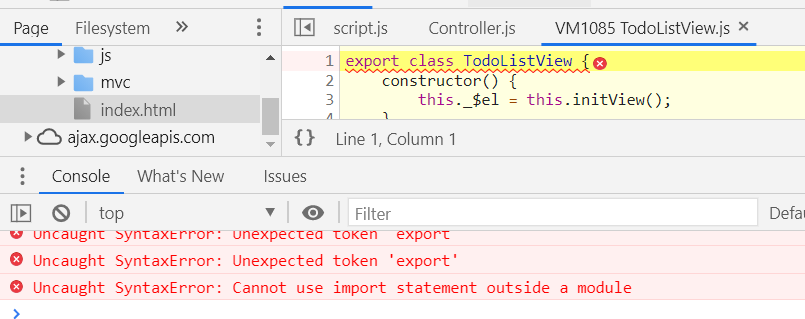 Page Filesystem »
js
mvc
index.html
ajax.googleapis.com
script.js Controller.js VM1085 TodoListView.js ×
1 export class TodoListView {
2 constructor() {
3 this._$el = this.initView();
4 }
{} Line 1, Column 1
Console What's New Issues
top Filter Defau
Uncaught SyntaxError: Unexpected token 'export'
Uncaught SyntaxError: Unexpected token 'export'
Uncaught SyntaxError: Cannot use import statement outside a module